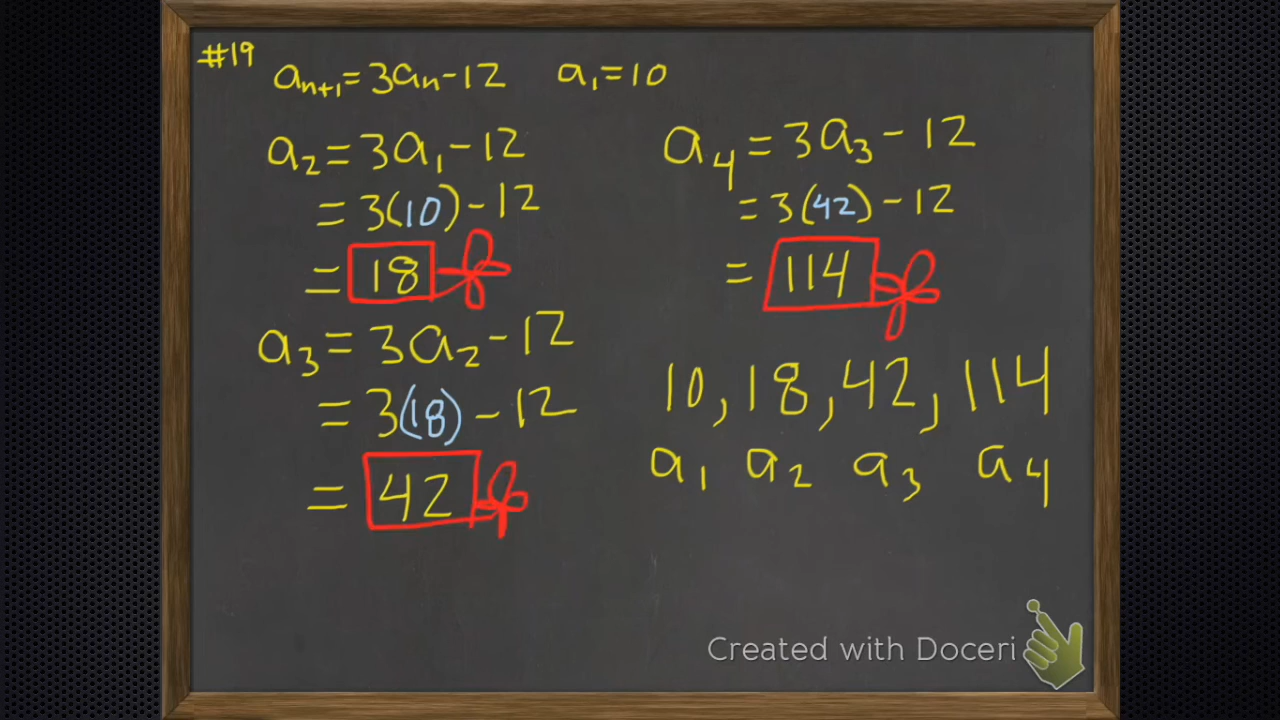 #19
aₙ₊₁=3aₙ-12 a₁=10
a₂=3a₁-12
=3(10)-12
=18
a₃=3a₂-12
=3(18)-12
=42
a₄=3a₃-12
=3(42)-12
=114
10,18,42,114
a₁ a₂ a₃ a₄
Created with Doceri